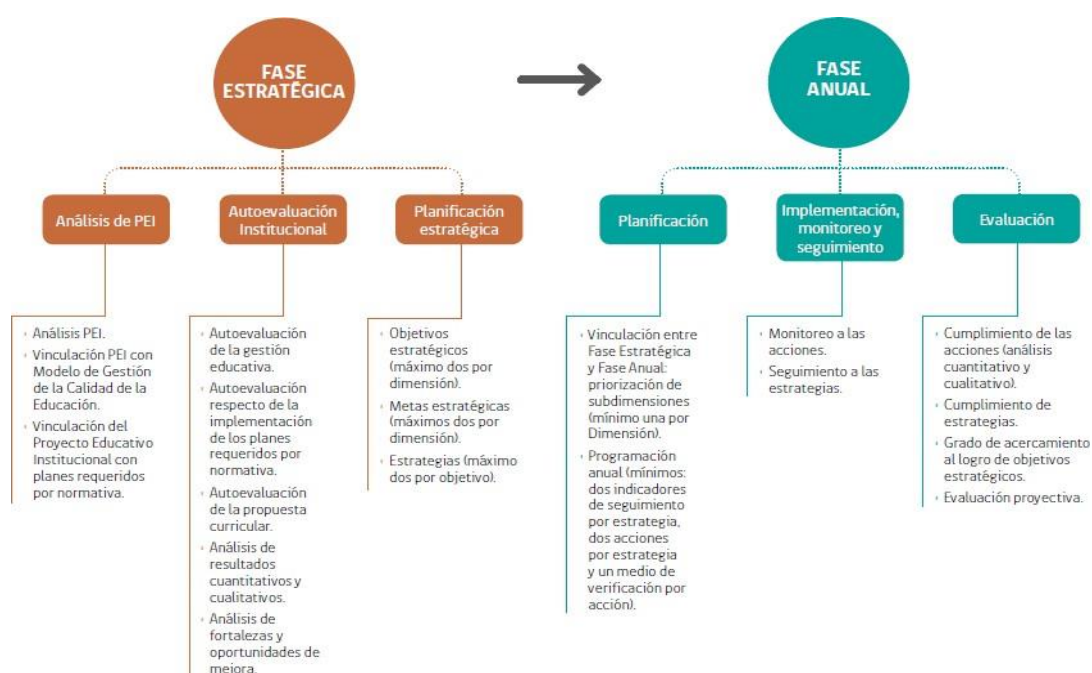 FASE
ESTRATÉGICA
FASE
ANUAL
Análisis de PEI
Autoevaluación
Institucional
Planificación
estratégica
Planificación
Implementación,
monitoreo y
seguimiento
Evaluación
Análisis PEI.
Vinculación PEI con
Modelo de Gestión
de la Calidad de la
Educación.
Vinculación del
Proyecto Educativo
Institucional con
planes requeridos
por normativa.
Autoevaluación
de la gestión
educativa.
Autoevaluación
respecto de la
implementación
de los planes
requeridos por
normativa.
Autoevaluación
de la propuesta
curricular.
Análisis de
resultados
cuantitativos y
cualitativos.
Análisis de
fortalezas y
oportunidades de
mejora.
Objetivos
estratégicos
(máximo dos por
dimensión).
Metas estratégicas
(máximos dos por
dimensión).
Estrategias (máximo
dos por objetivo).
Vinculación entre
Fase Estratégica
y Fase Anual:
priorización de
subdimensiones
(mínimo una por
Dimensión).
Programación
anual (mínimos:
dos indicadores
de seguimiento
por estrategia,
dos acciones
por estrategia
y un medio de
verificación por
acción).
Monitoreo a las
acciones.
Seguimiento a las
estrategias.
Cumplimiento de las
acciones (análisis
cuantitativo y
cualitativo).
Cumplimiento de
estrategias.
Grado de acercamiento
al logro de objetivos
estratégicos.
Evaluación proyectiva.